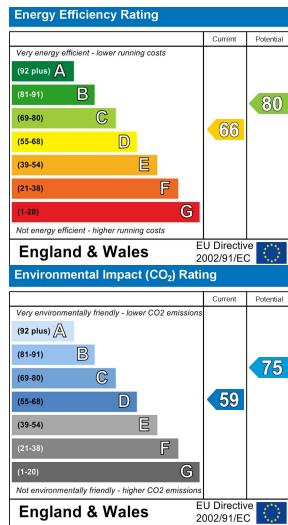 Energy Efficiency Rating
Current Potential
Very energy efficient - lower running costs
(92 plus) A
(81-91) B
(69-80) C
(55-68) D
(39-54) E
(21-38) F
(1-20) G
66
80
Not energy efficient - higher running costs
England & Wales
EU Directive
2002/91/EC
Environmental Impact (CO₂) Rating
Current Potential
Very environmentally friendly - lower CO2 emissions
(92 plus) A
(81-91) B
(69-80) C
(55-68) D
(39-54) E
(21-38) F
(1-20) G
59
75
Not environmentally friendly - higher CO2 emissions
England & Wales
EU Directive
2002/91/EC